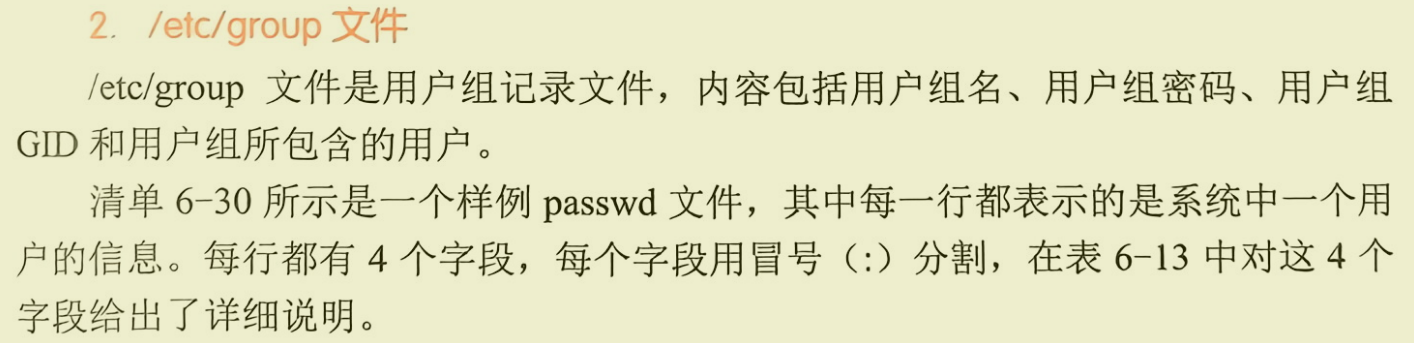 2. /etc/group 文件
/etc/group 文件是用户组记录文件，内容包括用户组名、用户组密码、用户组
GID 和用户组所包含的用户。
清单 6-30 所示是一个样例 passwd 文件，其中每一行都表示的是系统中一个用
户的信息。每行都有 4 个字段，每个字段用冒号（:）分割，在表 6-13 中对这 4 个
字段给出了详细说明。